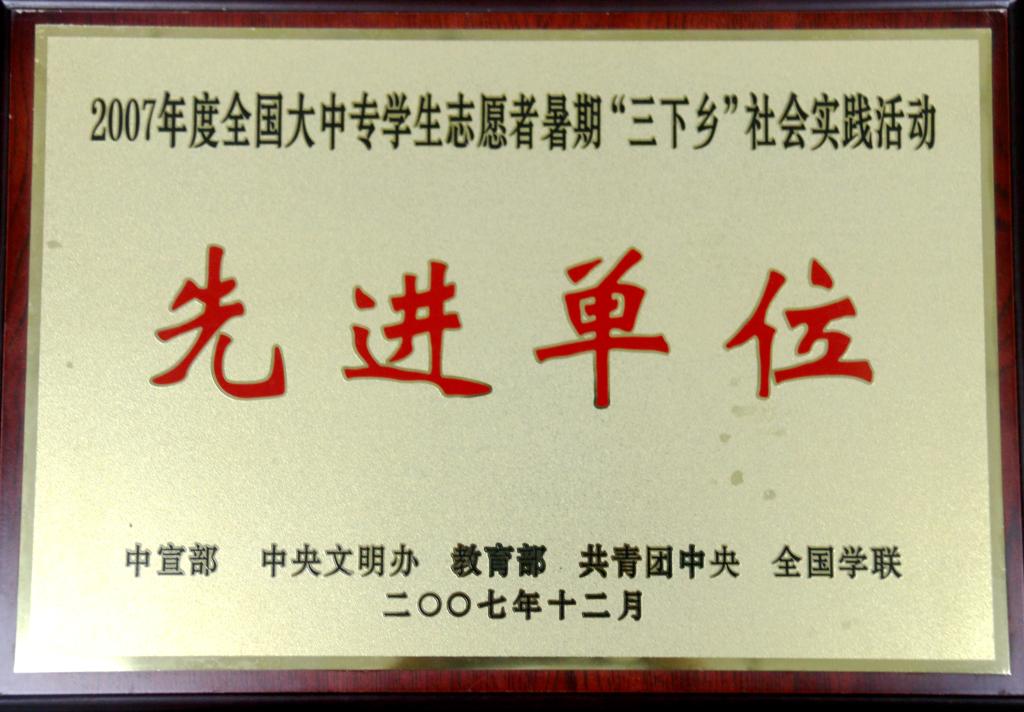 2007年度全国大中专学生志愿者暑期“三下乡”社会实践活动
先进单位
中宣部 中央文明办 教育部 共青团中央 全国学联
二〇〇七年十二月